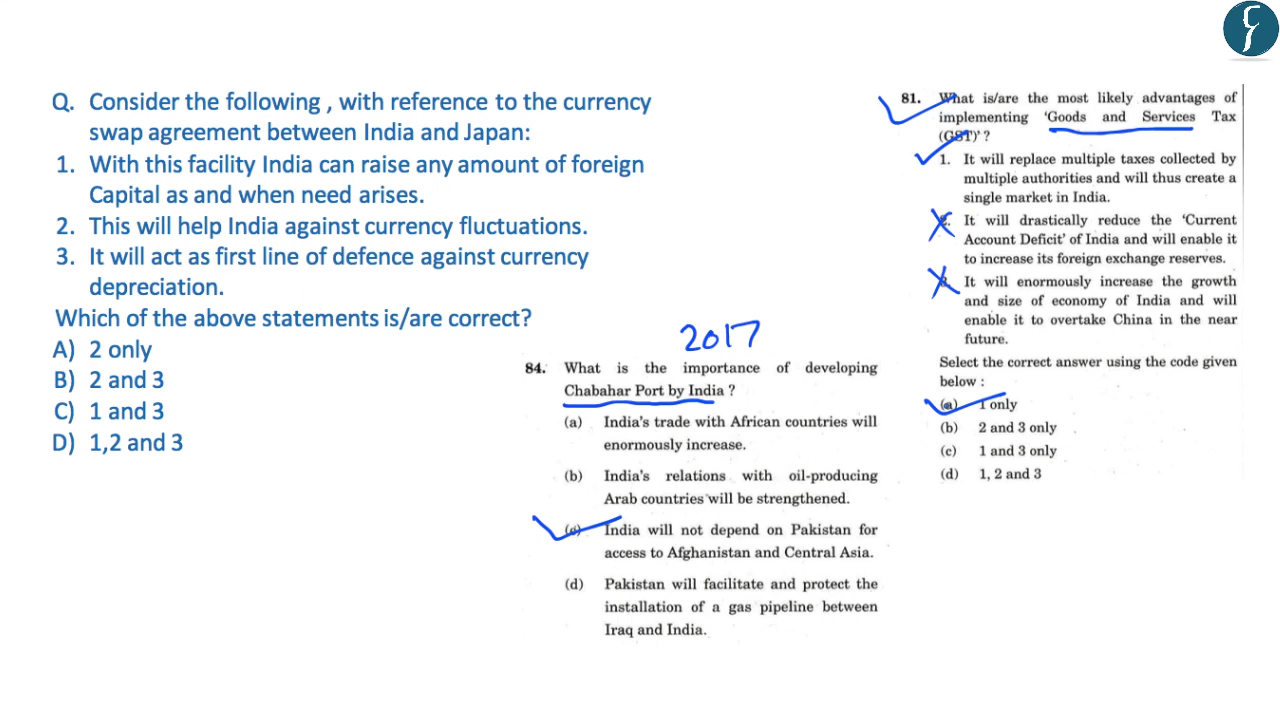 Q. Consider the following , with reference to the currency
swap agreement between India and Japan:
1. With this facility India can raise any amount of foreign
Capital as and when need arises.
2. This will help India against currency fluctuations.
3. It will act as first line of defence against currency
depreciation.
Which of the above statements is/are correct?
A) 2 only
B) 2 and 3
C) 1 and 3
D) 1,2 and 3
2017
84. What is the importance of developing
Chabahar Port by India ?
(a) India's trade with African countries will
enormously increase.
(b) India's relations with oil-producing
Arab countries will be strengthened.
(c) India will not depend on Pakistan for
access to Afghanistan and Central Asia.
(d) Pakistan will facilitate and protect the
installation of a gas pipeline between
Iraq and India.
81. What is/are the most likely advantages of
implementing 'Goods and Services Tax
(GST)' ?
1. It will replace multiple taxes collected by
multiple authorities and will thus create a
single market in India.
It will drastically reduce the 'Current
Account Deficit' of India and will enable it
to increase its foreign exchange reserves.
It will enormously increase the growth
and size of economy of India and will
enable it to overtake China in the near
future.
Select the correct answer using the code given
below :
(a) 1 only
(b) 2 and 3 only
(c) 1 and 3 only
(d) 1, 2 and 3